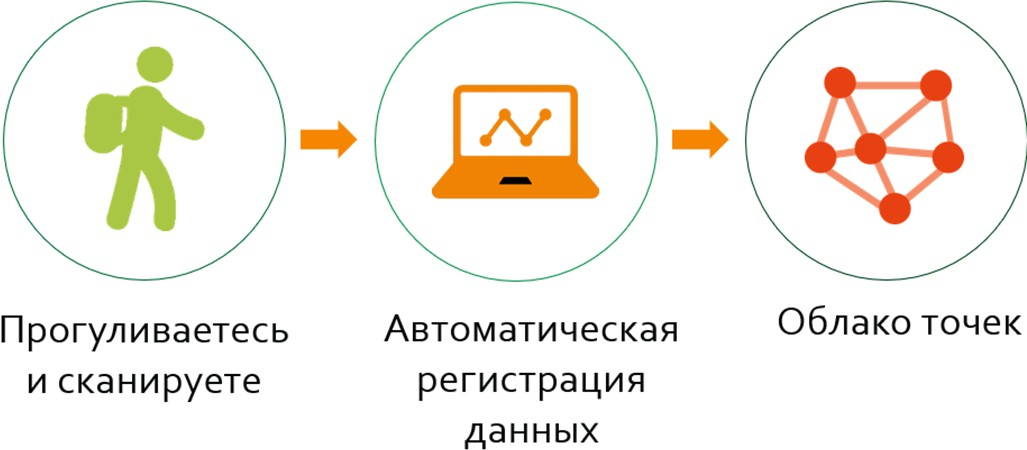 Прогуливаетесь
и сканируете
Автоматическая
регистрация
данных
Облако точек